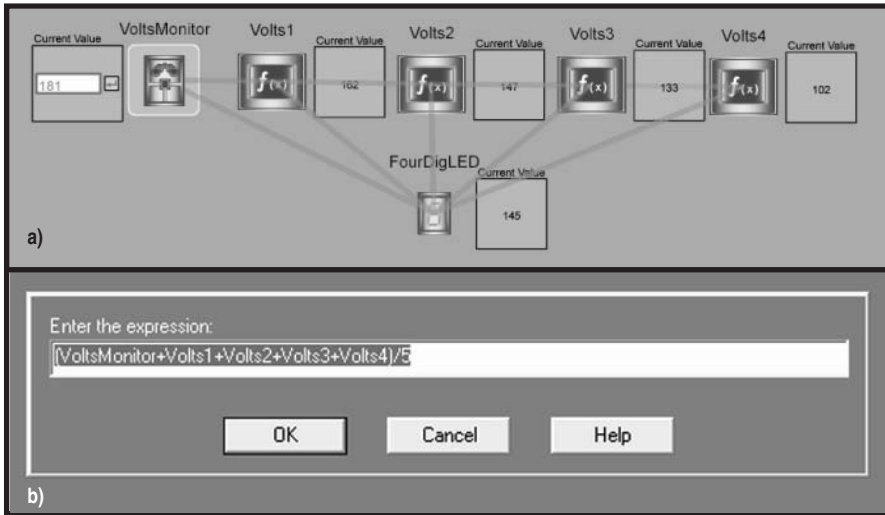 VoltsMonitor
Volts1
Volts2
Volts3
Volts4
Current Value
Current Value
Current Value
Current Value
Current Value
181
f(x)
162
f(x)
147
f(x)
133
f(x)
102
FourDigLED
Current Value
145
a)
Enter the expression:
(VoltsMonitor+Volts1+Volts2+Volts3+Volts4)/5
OK
Cancel
Help
b)